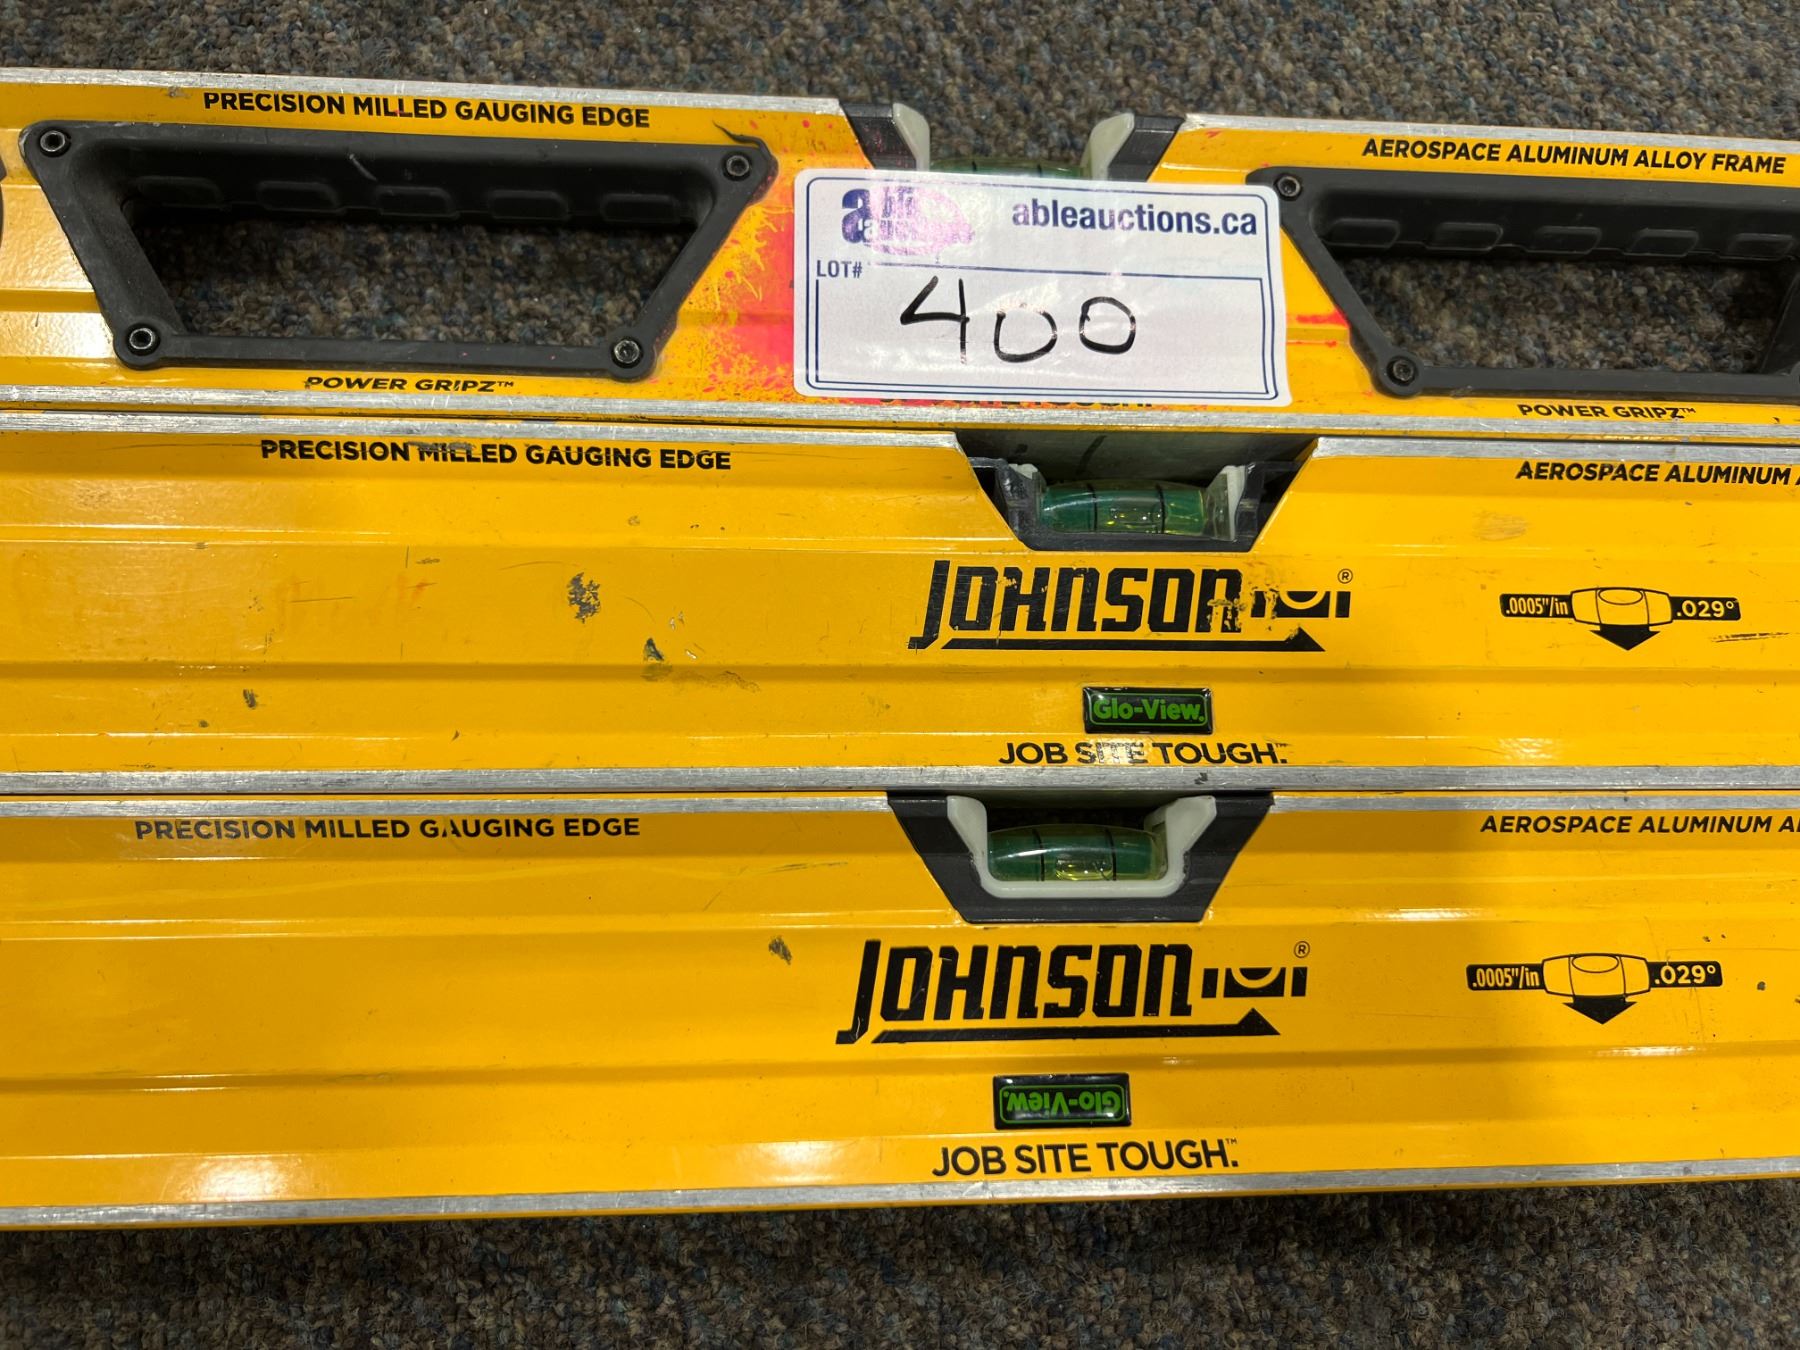 PRECISION MILLED GAUGING EDGE
AEROSPACE ALUMINUM ALLOY FRAME
able
ableauctions.ca
LOT#
400
POWER GRIPZ™
POWER GRIPZ™
PRECISION MILLED GAUGING EDGE
AEROSPACE ALUMINUM
JOHNSON®
.0005"/in .029°
Glo-View®
JOB SITE TOUGH.™
PRECISION MILLED GAUGING EDGE
AEROSPACE ALUMINUM
JOHNSON®
.0005"/in .029°
Glo-View®
JOB SITE TOUGH.™